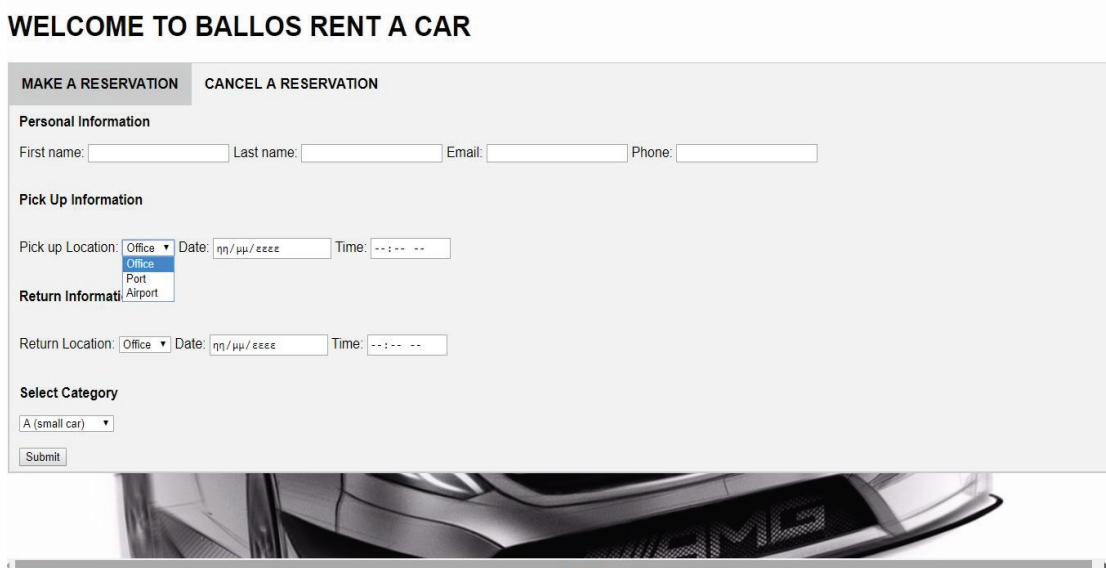 WELCOME TO BALLOS RENT A CAR
MAKE A RESERVATION CANCEL A RESERVATION
Personal Information
First name: Last name: Email: Phone:
Pick Up Information
Pick up Location: Office Date: ηη/μμ/εεεε Time: --:-- --
Office
Port
Airport
Return Informati
Return Location: Office Date: ηη/μμ/εεεε Time: --:-- --
Select Category
A (small car)
Submit
AMG